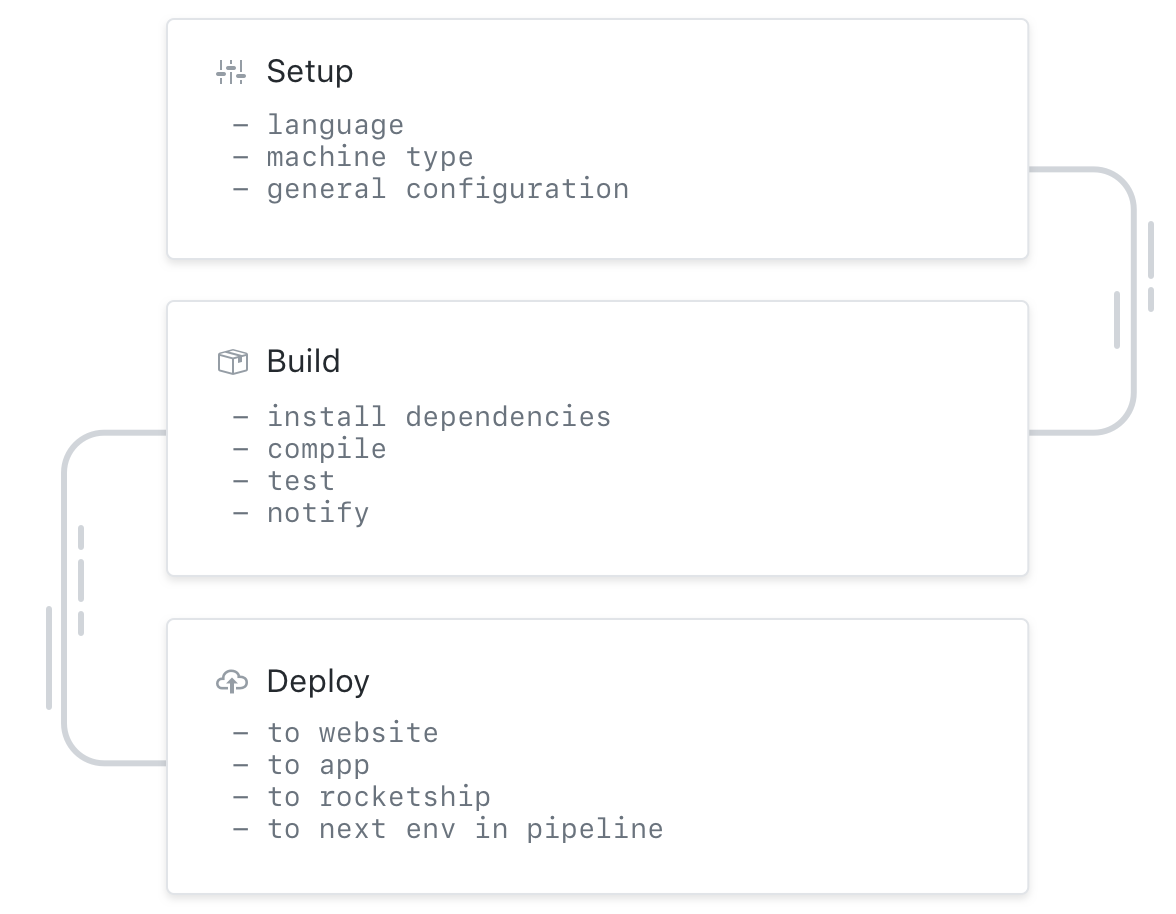 Setup
– language
– machine type
– general configuration
Build
– install dependencies
– compile
– test
– notify
Deploy
– to website
– to app
– to rocketship
– to next env in pipeline